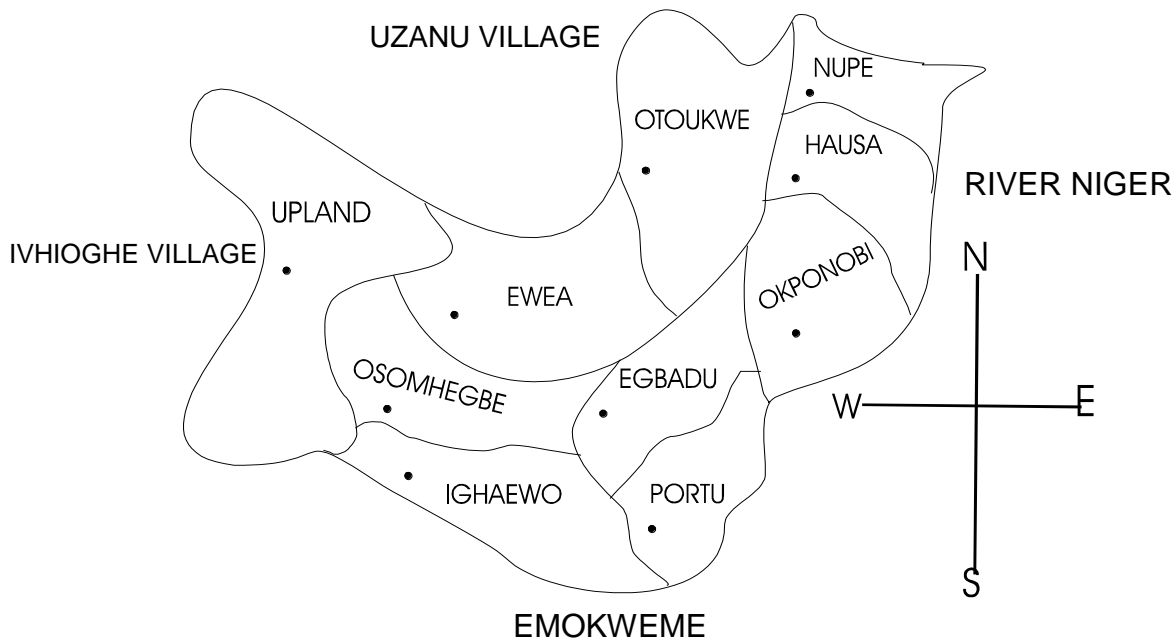 UZANU VILLAGE
NUPE
OTOUKWE
HAUSA
RIVER NIGER
UPLAND
IVHIOGHE VILLAGE
N
OKPONOBI
EWEA
OSOMHEGBE
EGBADU
W
E
IGHAEWO
PORTU
S
EMOKWEME